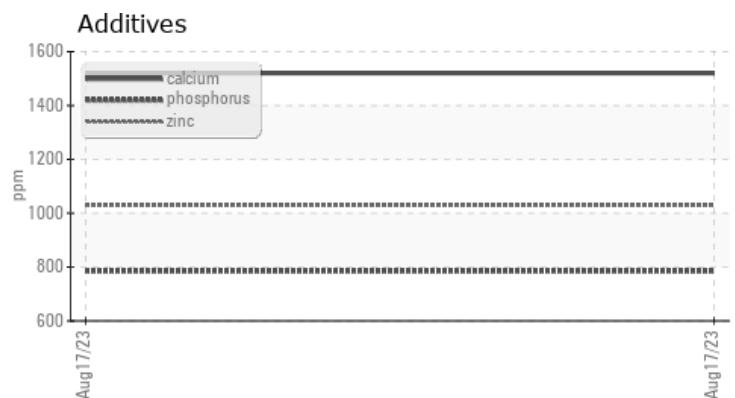 Additives
1600
calcium
phosphorus
zinc
1400
1200
1000
800
600
ppm
Aug17/23
Aug17/23